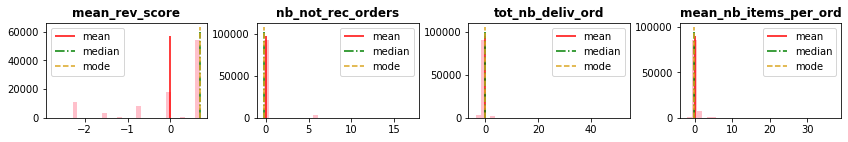 mean_rev_score
60000
40000
20000
0
−2
−1
0
mean
median
mode
nb_not_rec_orders
100000
50000
0
0
5
10
15
mean
median
mode
tot_nb_deliv_ord
100000
50000
0
0
20
40
mean
median
mode
mean_nb_items_per_ord
100000
50000
0
0
10
20
30
mean
median
mode